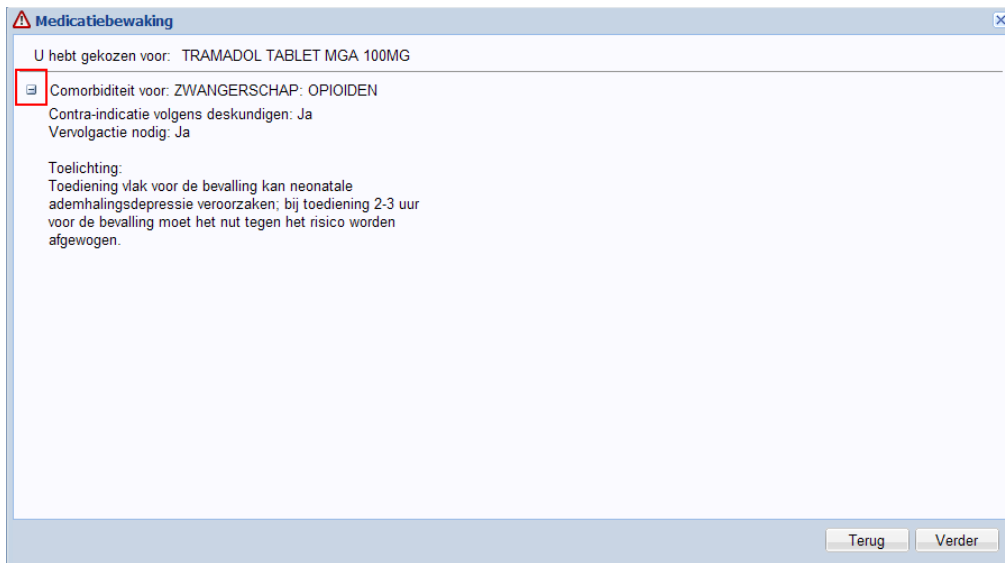 Medicatiebewaking
U hebt gekozen voor: TRAMADOL TABLET MGA 100MG
Comorbiditeit voor: ZWANGERSCHAP: OPIOIDEN
Contra-indicatie volgens deskundigen: Ja
Vervolgactie nodig: Ja
Toelichting:
Toediening vlak voor de bevalling kan neonatale
ademhalingsdepressie veroorzaken; bij toediening 2-3 uur
voor de bevalling moet het nut tegen het risico worden
afgewogen.
Terug Verder